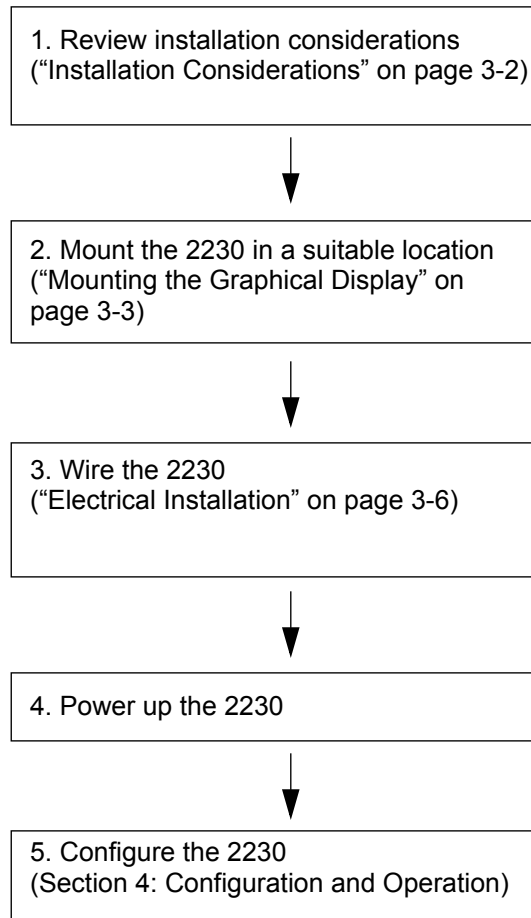 1. Review installation considerations
(“Installation Considerations” on page 3-2)
2. Mount the 2230 in a suitable location
(“Mounting the Graphical Display” on
page 3-3)
3. Wire the 2230
(“Electrical Installation” on page 3-6)
4. Power up the 2230
5. Configure the 2230
(Section 4: Configuration and Operation)